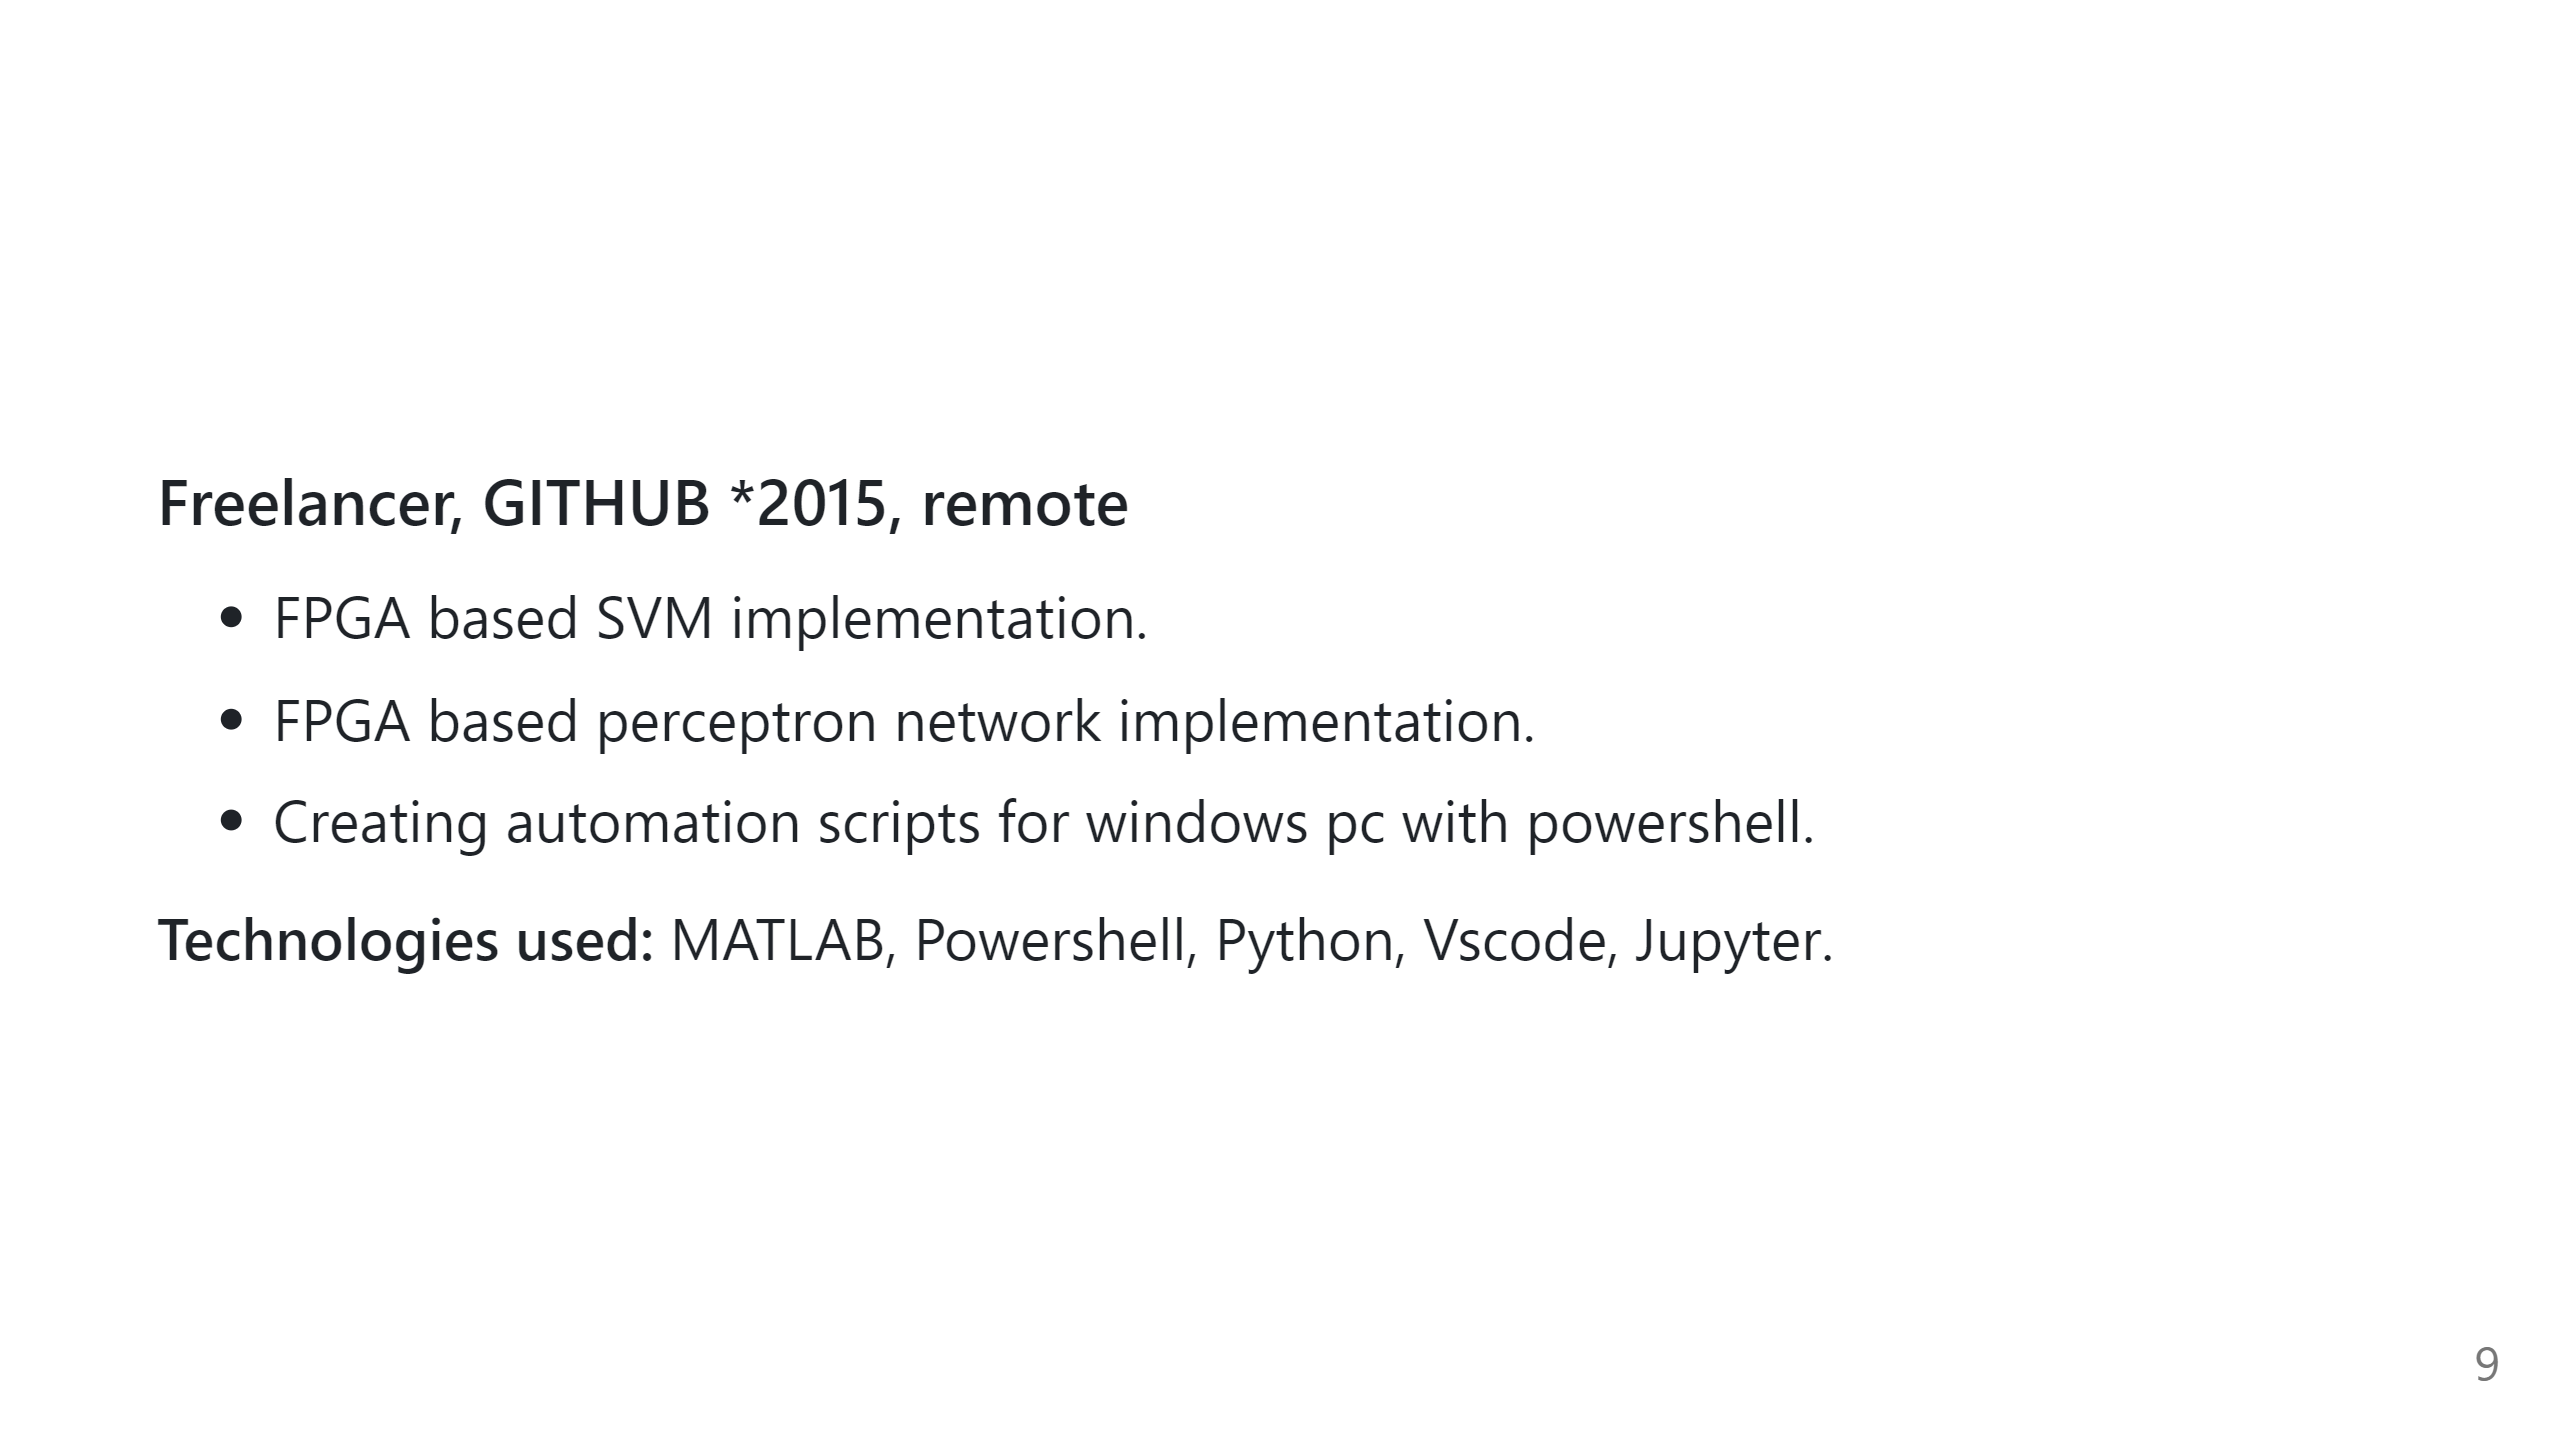 Freelancer, GITHUB *2015, remote
• FPGA based SVM implementation.
• FPGA based perceptron network implementation.
• Creating automation scripts for windows pc with powershell.
Technologies used: MATLAB, Powershell, Python, Vscode, Jupyter.
9